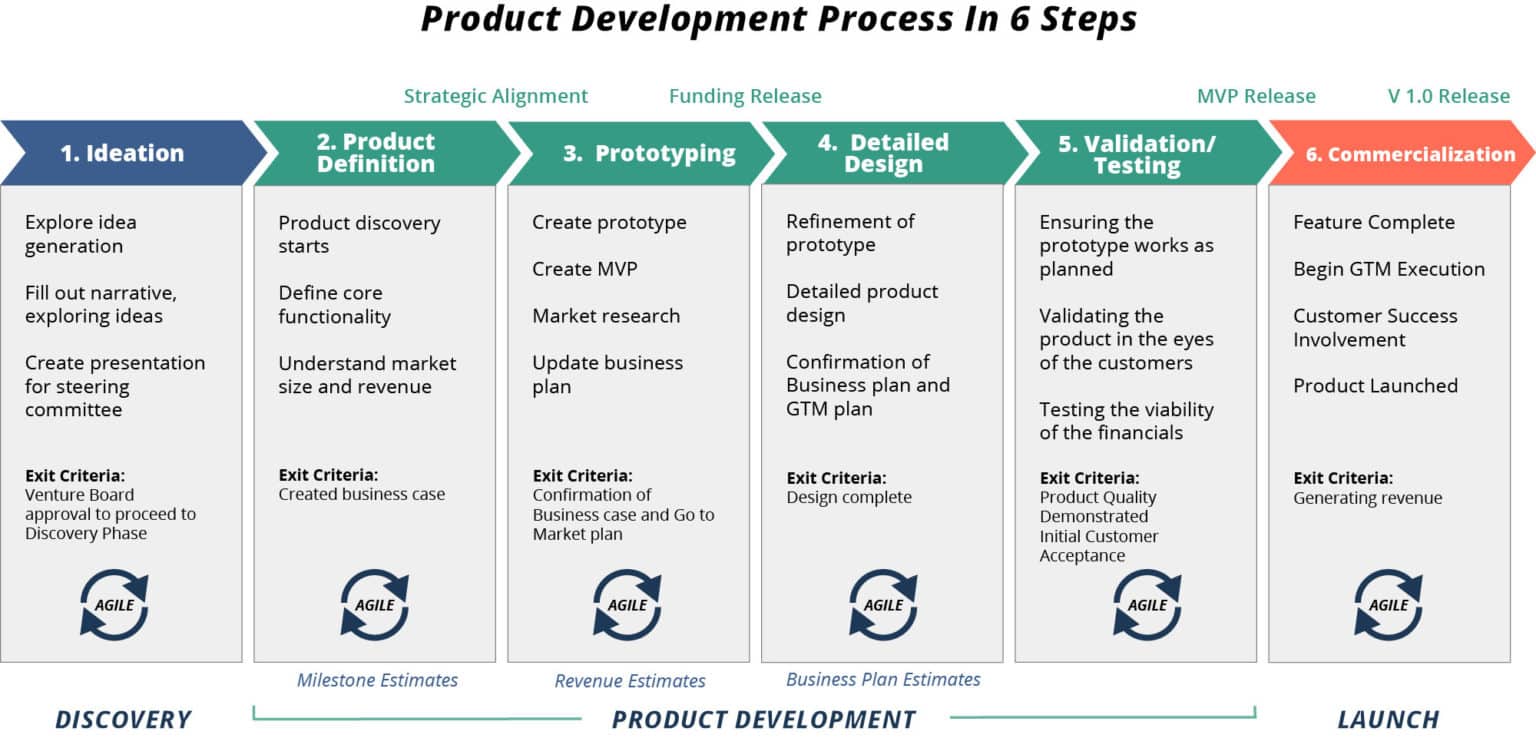 Product Development Process In 6 Steps
Strategic Alignment
Funding Release
MVP Release
V 1.0 Release
1. Ideation
Explore idea
generation
Fill out narrative,
exploring ideas
Create presentation
for steering
committee
Exit Criteria:
Venture Board
approval to proceed to
Discovery Phase
AGILE
2. Product
Definition
Product discovery
starts
Define core
functionality
Understand market
size and revenue
Exit Criteria:
Created business case
AGILE
Milestone Estimates
3. Prototyping
Create prototype
Create MVP
Market research
Update business
plan
Exit Criteria:
Confirmation of
Business case and Go to
Market plan
AGILE
Revenue Estimates
4. Detailed
Design
Refinement of
prototype
Detailed product
design
Confirmation of
Business plan and
GTM plan
Exit Criteria:
Design complete
AGILE
Business Plan Estimates
5. Validation/
Testing
Ensuring the
prototype works as
planned
Validating the
product in the eyes
of the customers
Testing the viability
of the financials
Exit Criteria:
Product Quality
Demonstrated
Initial Customer
Acceptance
AGILE
6. Commercialization
Feature Complete
Begin GTM Execution
Customer Success
Involvement
Product Launched
Exit Criteria:
Generating revenue
AGILE
DISCOVERY
PRODUCT DEVELOPMENT
LAUNCH